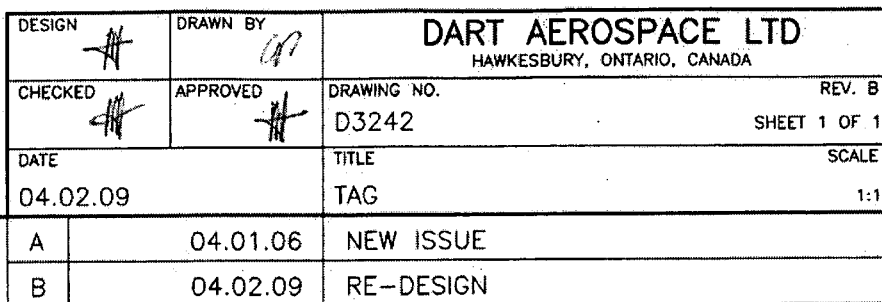 DESIGN
DRAWN BY
DART AEROSPACE LTD
HAWKESBURY, ONTARIO, CANADA
CHECKED
APPROVED
DRAWING NO.
REV. B
D3242
SHEET 1 OF 1
DATE
TITLE
SCALE
04.02.09
TAG
1:1
A 04.01.06 NEW ISSUE
B 04.02.09 RE-DESIGN